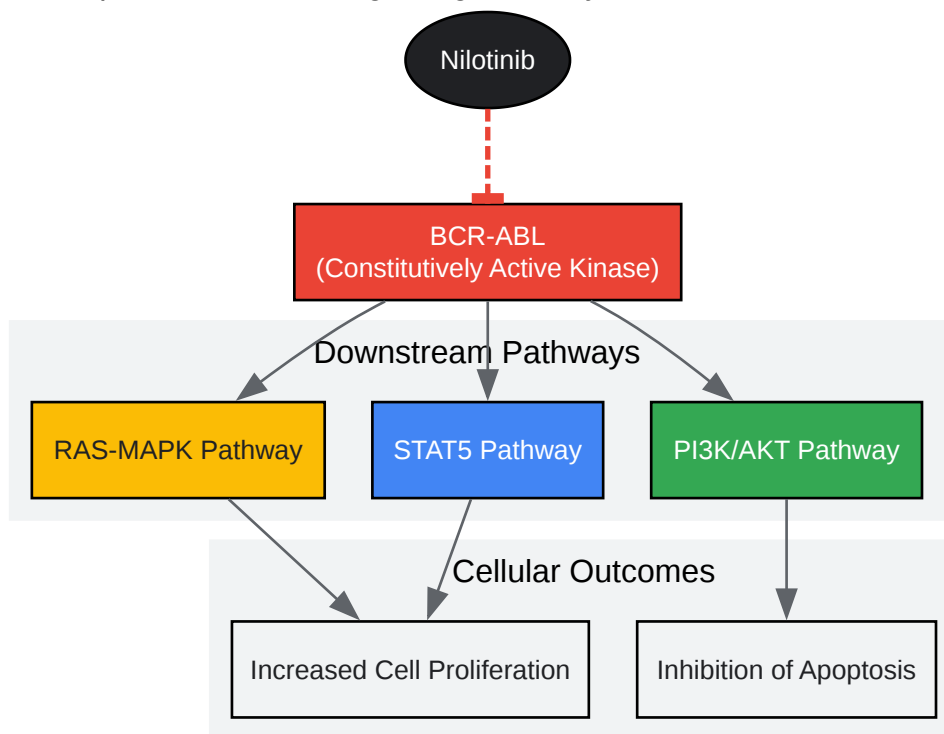 Nilotinib
BCR-ABL
(Constitutively Active Kinase)
Downstream Pathways
RAS-MAPK Pathway
STAT5 Pathway
PI3K/AKT Pathway
Cellular Outcomes
Increased Cell Proliferation
Inhibition of Apoptosis